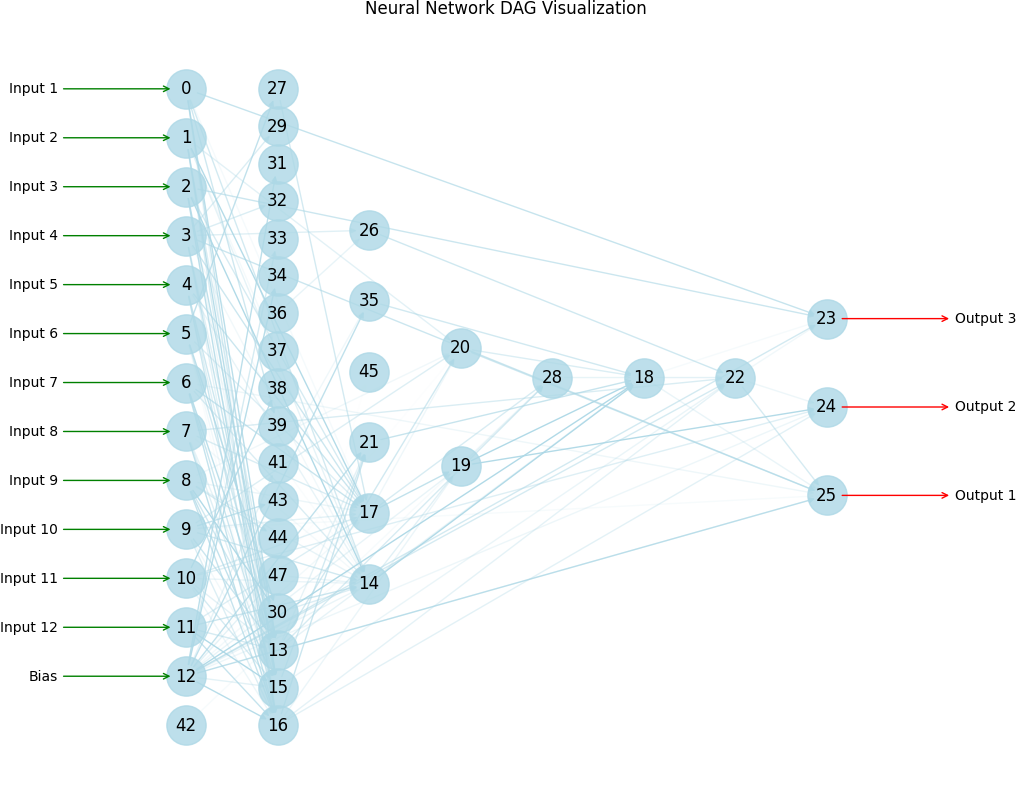 Neural Network DAG Visualization
Input 1
0
27
Input 2
1
29
Input 3
2
31
Input 4
3
32
Input 5
4
33
Input 6
5
34
Input 7
6
36
Input 8
7
37
Input 9
8
38
Input 10
9
39
Input 11
10
41
Input 12
11
43
Bias
12
44
42
47
30
13
15
16
26
35
45
21
17
14
20
19
28
18
22
23
Output 3
24
Output 2
25
Output 1